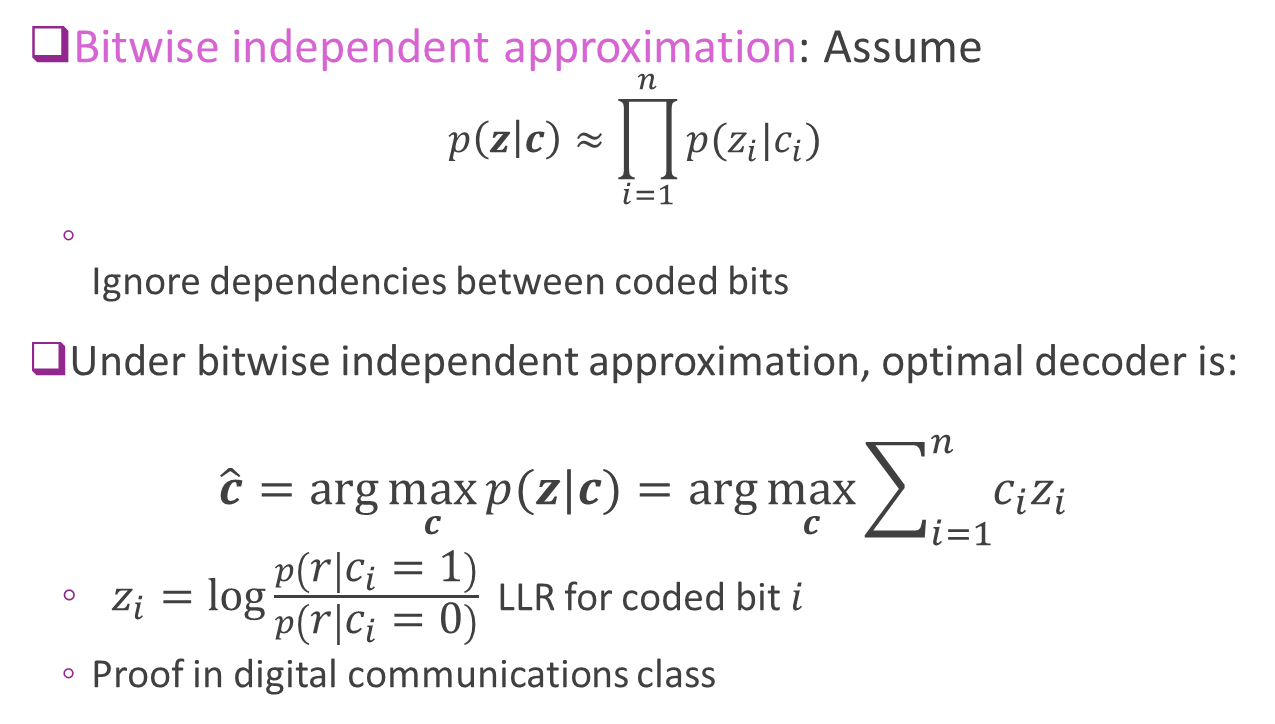 ❑Bitwise independent approximation: Assume
p(z|c) ≈ ∏_{i=1}^{n} p(z_i|c_i)
◦
Ignore dependencies between coded bits
❑Under bitwise independent approximation, optimal decoder is:
ĉ = arg max_c p(z|c) = arg max_c ∑_{i=1}^{n} c_i z_i
◦ z_i = log p(r|c_i = 1) / p(r|c_i = 0) LLR for coded bit i
◦ Proof in digital communications class